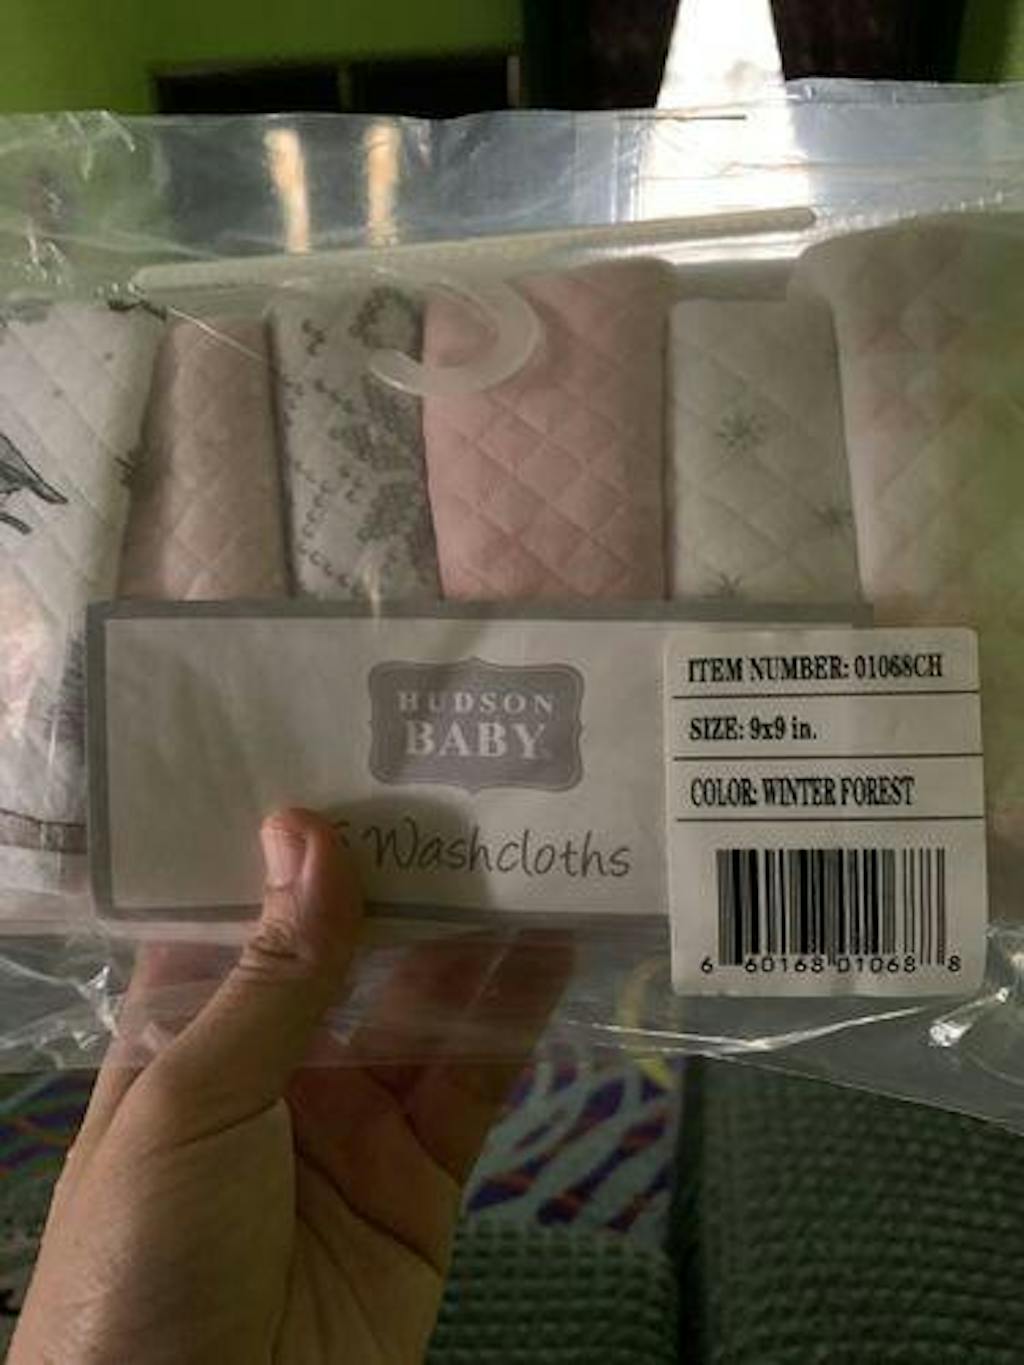 HUDSON
BABY
Washcloths
ITEM NUMBER: 01068CH
SIZE: 9x9 in.
COLOR: WINTER FOREST
6 60168 01068 8